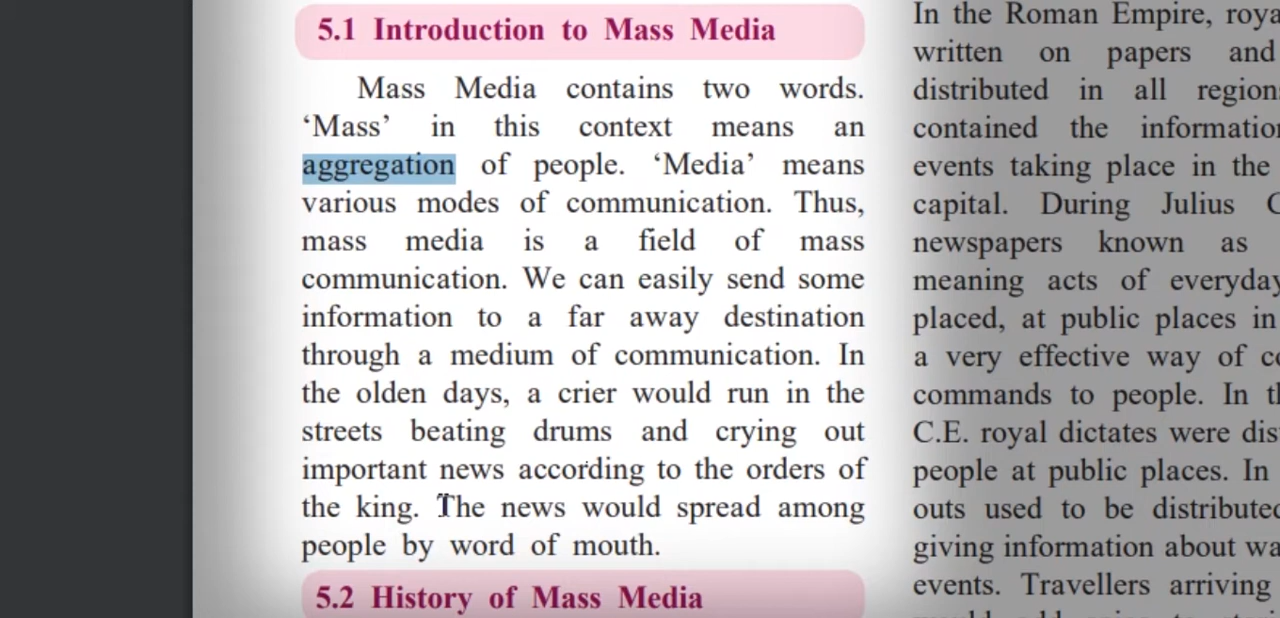 5.1 Introduction to Mass Media
Mass Media contains two words.
‘Mass’ in this context means an
aggregation of people. ‘Media’ means
various modes of communication. Thus,
mass media is a field of mass
communication. We can easily send some
information to a far away destination
through a medium of communication. In
the olden days, a crier would run in the
streets beating drums and crying out
important news according to the orders of
the king. The news would spread among
people by word of mouth.
5.2 History of Mass Media
In the Roman Empire,
written on papers and
distributed in all
contained the
events taking place in the
capital. During Julius
newspapers known as
meaning acts of
placed, at public places in
a very effective way of
commands to people. In
C.E. royal dictates were
people at public places. In
outs used to be
giving information about
events. Travellers arriving